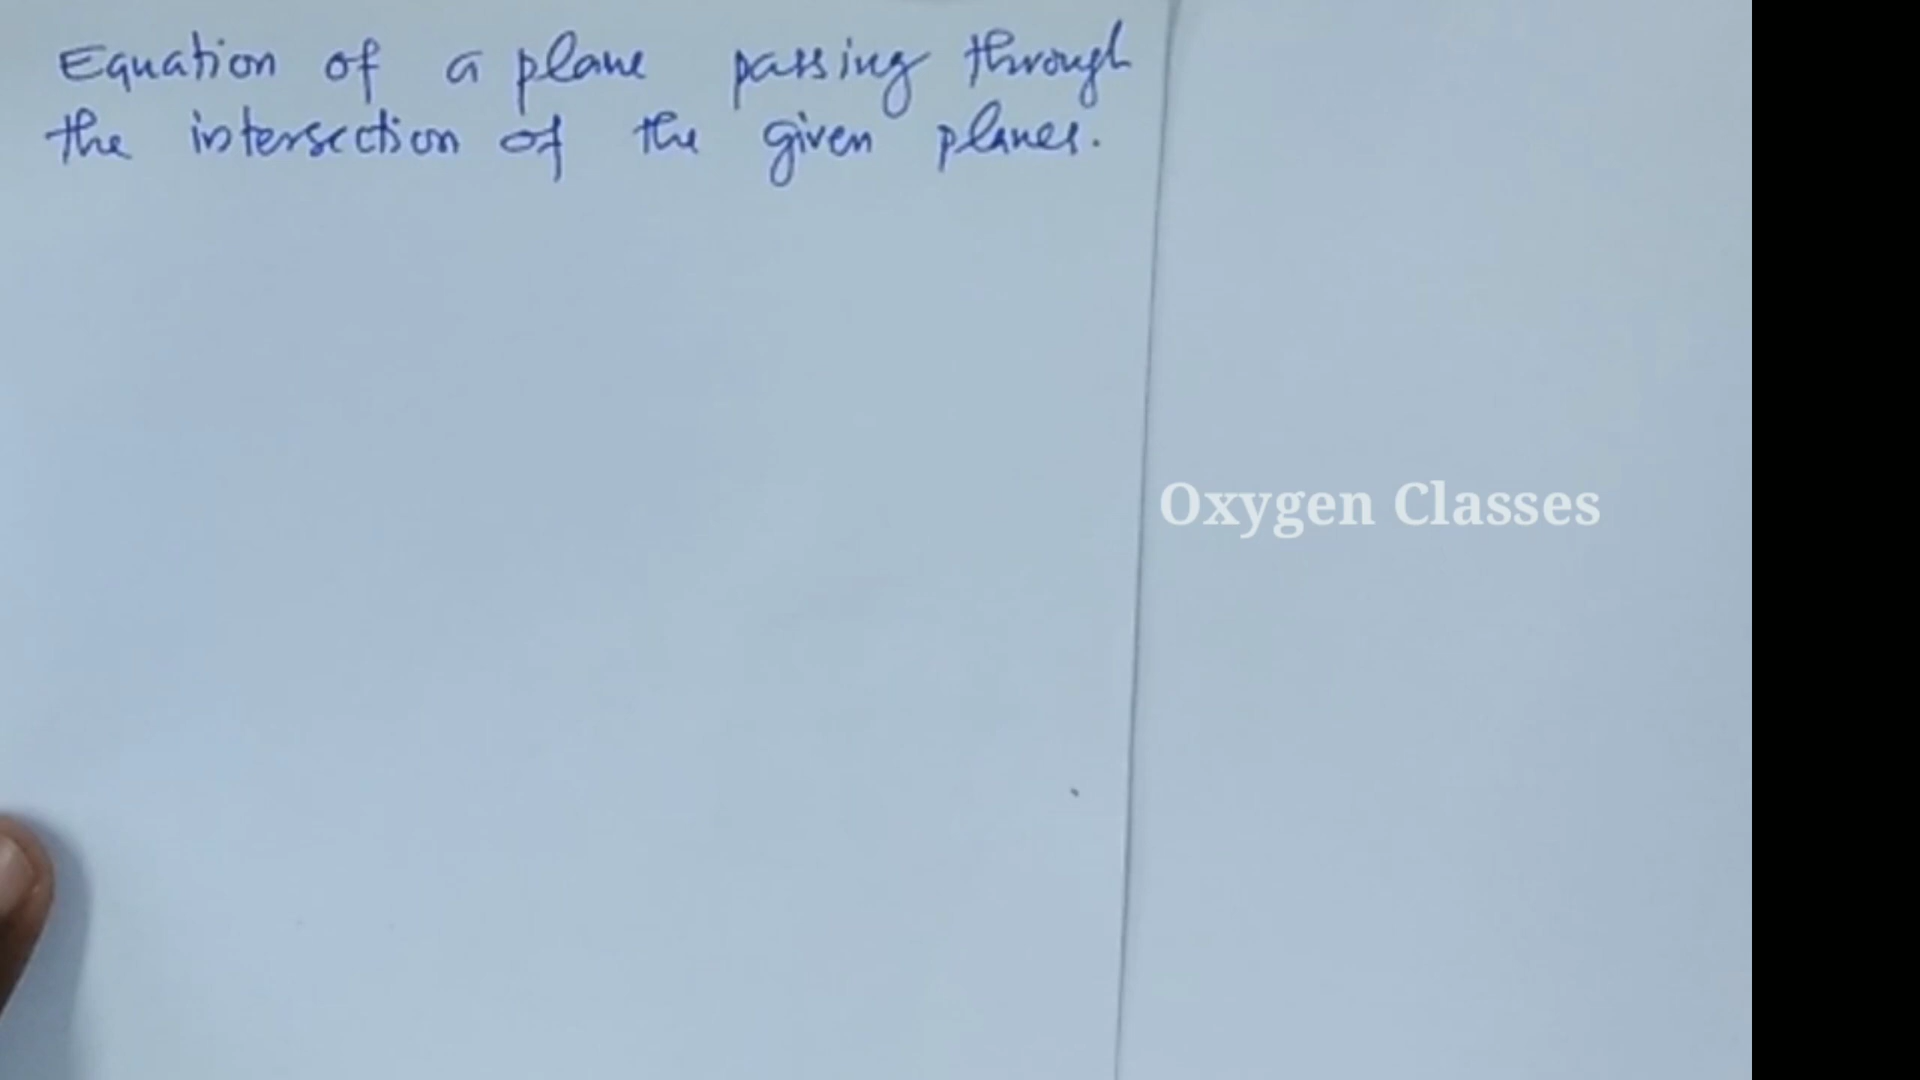 Equation of a plane passing through
the intersection of the given planes.
Oxygen Classes